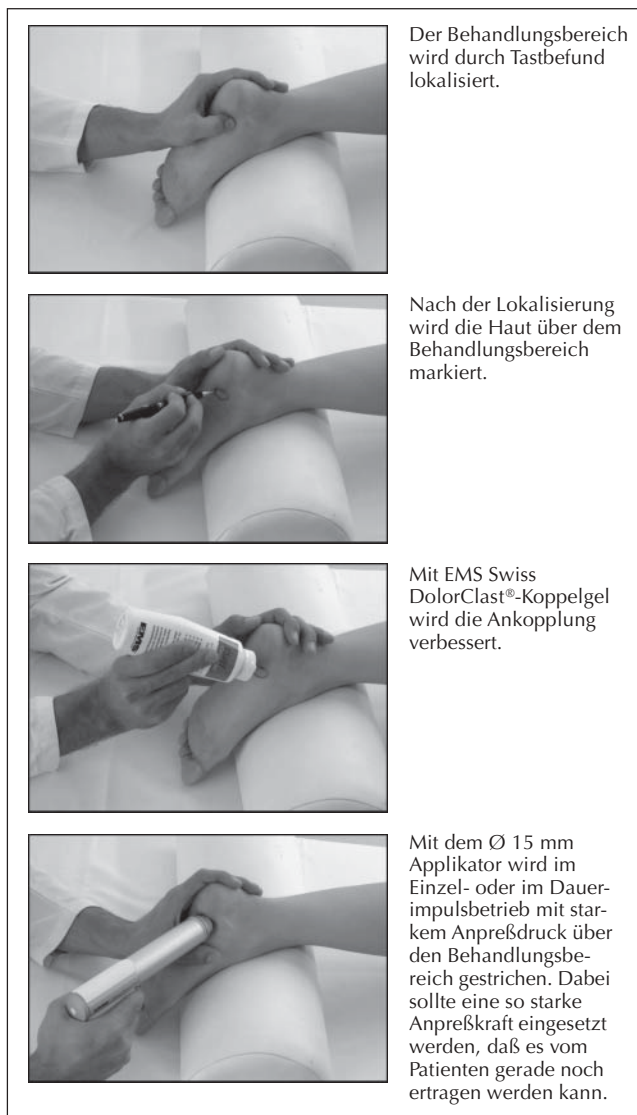 Der Behandlungsbereich
wird durch Tastbefund
lokalisiert.
Nach der Lokalisierung
wird die Haut über dem
Behandlungsbereich
markiert.
EMS
Mit EMS Swiss
DolorClast®-Koppelgel
wird die Ankopplung
verbessert.
Mit dem Ø 15 mm
Applikator wird im
Einzel- oder im Dauer-
impulsbetrieb mit star-
kem Anpreßdruck über
den Behandlungsbe-
reich gestrichen. Dabei
sollte eine so starke
Anpreßkraft eingesetzt
werden, daß es vom
Patienten gerade noch
ertragen werden kann.